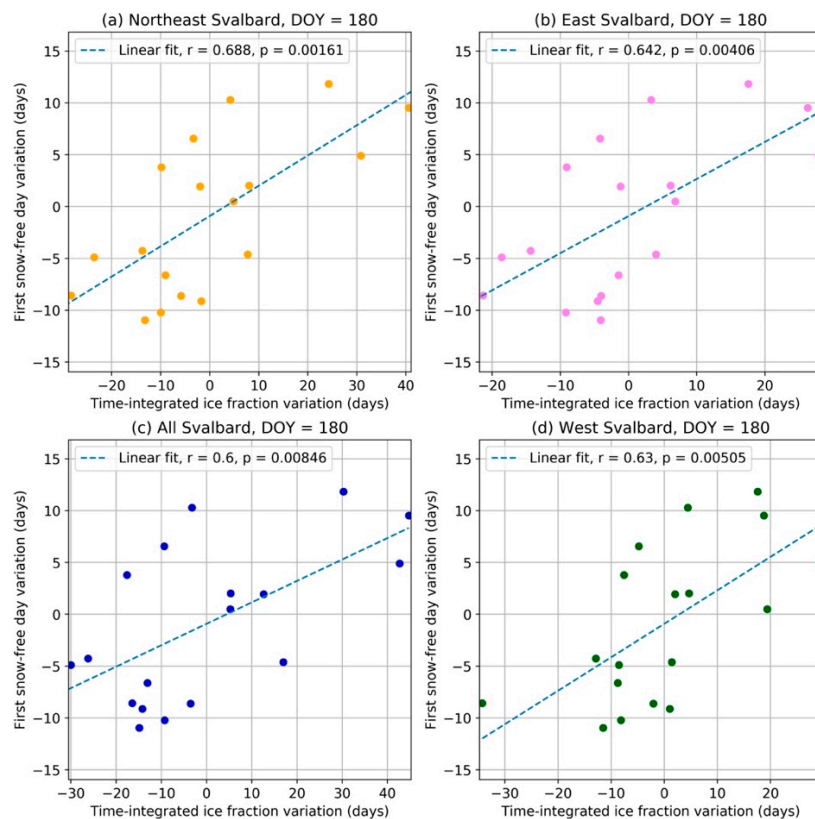 (a) Northeast Svalbard, DOY = 180
Linear fit, r = 0.688, p = 0.00161
First snow-free day variation (days)
15
10
5
0
−5
−10
−15
−20 −10 0 10 20 30 40
Time-integrated ice fraction variation (days)
(b) East Svalbard, DOY = 180
Linear fit, r = 0.642, p = 0.00406
First snow-free day variation (days)
15
10
5
0
−5
−10
−15
−20 −10 0 10 20
Time-integrated ice fraction variation (days)
(c) All Svalbard, DOY = 180
Linear fit, r = 0.6, p = 0.00846
First snow-free day variation (days)
15
10
5
0
−5
−10
−15
−30 −20 −10 0 10 20 30 40
Time-integrated ice fraction variation (days)
(d) West Svalbard, DOY = 180
Linear fit, r = 0.63, p = 0.00505
First snow-free day variation (days)
15
10
5
0
−5
−10
−15
−30 −20 −10 0 10 20
Time-integrated ice fraction variation (days)